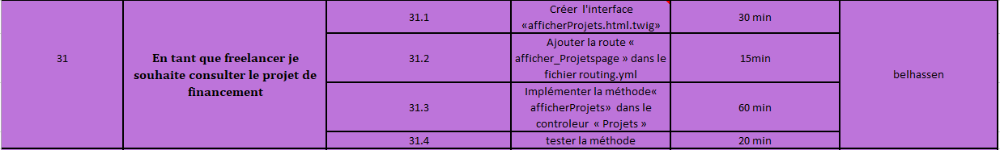 31
En tant que freelancer je
souhaite consulter le projet de
financement
31.1
Créer l'interface
«afficherProjets.html.twig»
30 min
31.2
Ajouter la route «
afficher_Projetspage » dans le
fichier routing.yml
15min
31.3
Implémenter la méthode«
afficherProjets» dans le
controleur « Projets »
60 min
31.4
tester la méthode
20 min
belhassen